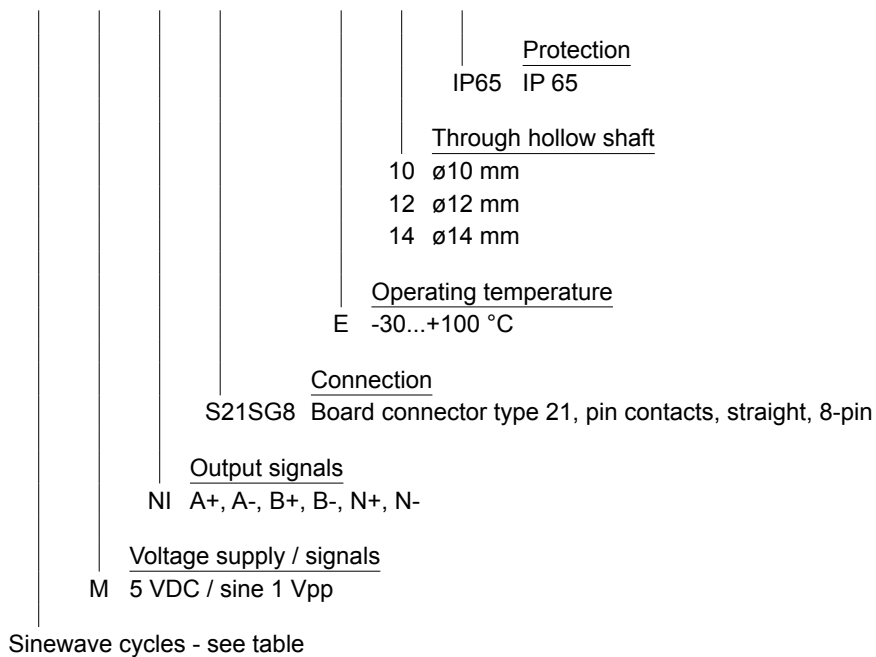 Protection
IP65 IP 65
Through hollow shaft
10 ø10 mm
12 ø12 mm
14 ø14 mm
Operating temperature
E -30...+100 °C
Connection
S21SG8 Board connector type 21, pin contacts, straight, 8-pin
Output signals
NI A+, A-, B+, B-, N+, N-
Voltage supply / signals
M 5 VDC / sine 1 Vpp
Sinewave cycles - see table